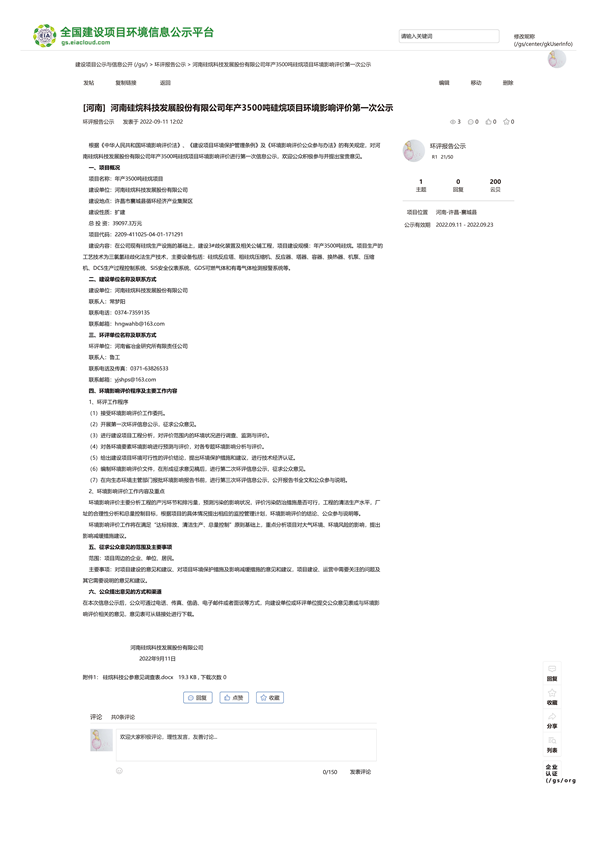 全国建设项目环境信息公示平台
gs.eiacloud.com
请输入关键词
修改昵称
(/gs/center/gkUserInfo)
建设项目公示与信息公开 (/gs/) > 环评报告公示 > 河南硅烷科技发展股份有限公司年产3500吨硅烷项目环境影响评价第一次公示
发帖 复制链接 返回 编辑 移动 删除
[河南] 河南硅烷科技发展股份有限公司年产3500吨硅烷项目环境影响评价第一次公示
环评报告公示 发表于 2022-09-11 12:02 3 0 0 0
环评报告公示
R1 21/50
1 0 200
主题 回复 云贝
项目位置 河南-许昌-襄城县
公示有效期 2022.09.11 - 2022.09.23
根据《中华人民共和国环境影响评价法》、《建设项目环境保护管理条例》及《环境影响评价公众参与办法》的有关规定，对河
南硅烷科技发展股份有限公司年产3500吨硅烷项目环境影响评价进行第一次信息公示，欢迎公众积极参与并提出宝贵意见。
一、项目概况
项目名称：年产3500吨硅烷项目
建设单位：河南硅烷科技发展股份有限公司
建设地点：许昌市襄城县循环经济产业集聚区
建设性质：扩建
总 投 资：39097.3万元
项目代码：2209-411025-04-01-171291
建设内容：在公司现有硅烷生产设施的基础上，建设3#歧化装置及相关公辅工程，项目建设规模：年产3500吨硅烷。项目生产的
工艺技术为三氯氢硅歧化法生产技术，主要设备包括：硅烷反应塔、粗硅烷压缩机、反应器、塔器、容器、换热器、机泵、压缩
机、DCS生产过程控制系统、SIS安全仪表系统、GDS可燃气体和有毒气体检测报警系统等。
二、建设单位名称及联系方式
建设单位：河南硅烷科技发展股份有限公司
联系人：常梦阳
联系电话：0374-7359135
联系邮箱：hngwahb@163.com
三、环评单位名称及联系方式
环评单位：河南省冶金研究所有限责任公司
联系人：鲁工
联系电话及传真：0371-63826533
联系邮箱：yjshps@163.com
四、环境影响评价程序及主要工作内容
1、环评工作程序
（1）接受环境影响评价工作委托。
（2）开展第一次环评信息公示，征求公众意见。
（3）进行建设项目工程分析，对评价范围内的环境状况进行调查、监测与评价。
（4）对各环境要素环境影响进行预测与评价，对各专题环境影响分析与评价。
（5）给出建设项目环境可行性的评价结论，提出环境保护措施和建议，进行技术经济认证。
（6）编制环境影响评价文件，在形成征求意见稿后，进行第二次环评信息公示，征求公众意见。
（7）在向生态环境主管部门报批环境影响报告书前，进行第三次环评信息公示，公开报告书全文和公众参与说明。
2、环境影响评价工作内容及重点
环境影响评价主要分析工程的产污环节和排污量，预测污染的影响状况，评价污染防治措施是否可行，工程的清洁生产水平，厂
址的合理性分析和总量控制目标，根据项目的具体情况提出相应的监控管理计划、环境影响评价的结论、公众参与说明等。
环境影响评价工作将在满足“达标排放、清洁生产、总量控制”原则基础上，重点分析项目对大气环境、环境风险的影响，提出
影响减缓措施建议。
五、征求公众意见的范围及主要事项
范围：项目周边的企业、单位、居民。
主要事项：对项目建设的意见和建议，对项目环境保护措施及影响减缓措施的意见和建议，项目建设、运营中需要关注的问题及
其它需要说明的意见和建议。
六、公众提出意见的方式和渠道
在本次信息公示后，公众可通过电话、传真、信函、电子邮件或者面谈等方式，向建设单位或环评单位提交公众意见表或与环境影
响评价相关的意见，意见表可从链接处进行下载。
河南硅烷科技发展股份有限公司
2022年9月11日
附件1： 硅烷科技公参意见调查表.docx 19.3 KB，下载次数 0
回复 点赞 收藏
评论 共0条评论
欢迎大家积极评论，理性发言，友善讨论...
0/150 发表评论
回复
收藏
分享
列表
企业
认证
(/gs/org